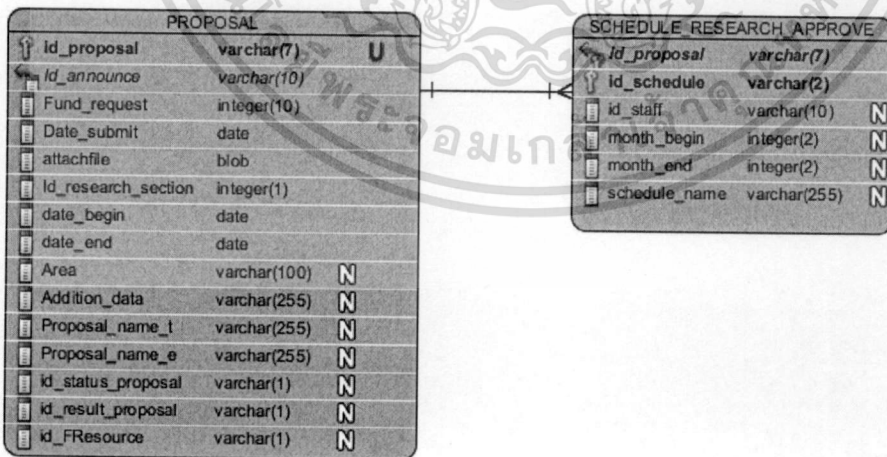 PROPOSAL
Id_proposal varchar(7) U
Id_announce varchar(10)
Fund_request integer(10)
Date_submit date
attachfile blob
Id_research_section integer(1)
date_begin date
date_end date
Area varchar(100) N
Addition_data varchar(255) N
Proposal_name_t varchar(255) N
Proposal_name_e varchar(255) N
id_status_proposal varchar(1) N
id_result_proposal varchar(1) N
id_FResource varchar(1) N
SCHEDULE_RESEARCH_APPROVE
Id_proposal varchar(7)
id_schedule varchar(2)
id_staff varchar(10) N
month_begin integer(2) N
month_end integer(2) N
schedule_name varchar(255) N